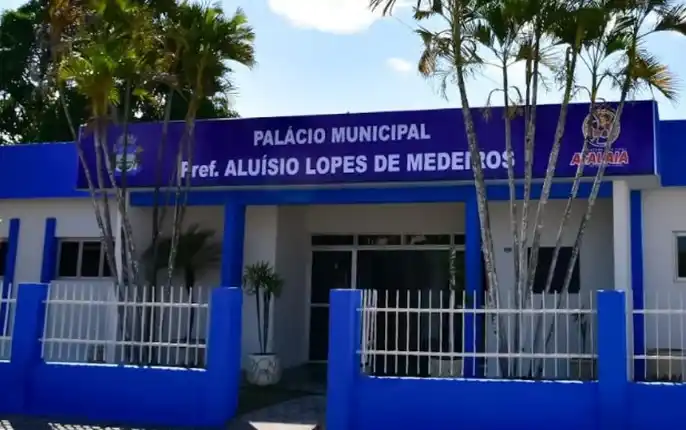 PALÁCIO MUNICIPAL
Pref. ALUÍSIO LOPES DE MEDEIROS
ATALAIA